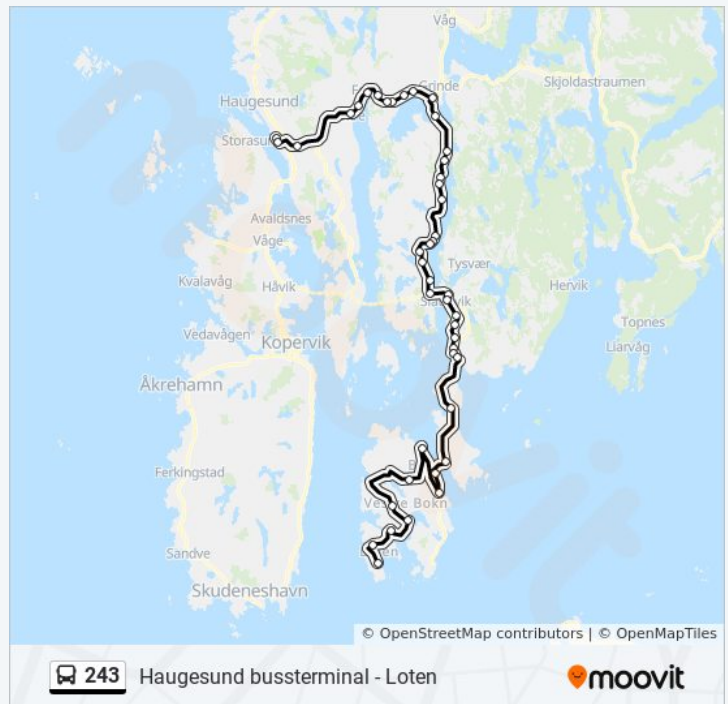 Våg
Grinde
Skjoldastraumen
Haugesund
Avaldsnes
Våge
Tysvær
Kvalavåg
Håvik
Hervik
Topnes
Vedavågen
Kopervik
Liarvåg
Åkrehamn
Ferkingstad
Vestre Bokn
Sandve
Skudeneshavn
© OpenStreetMap contributors | © OpenMapTiles
243 Haugesund bussterminal - Loten
moovit